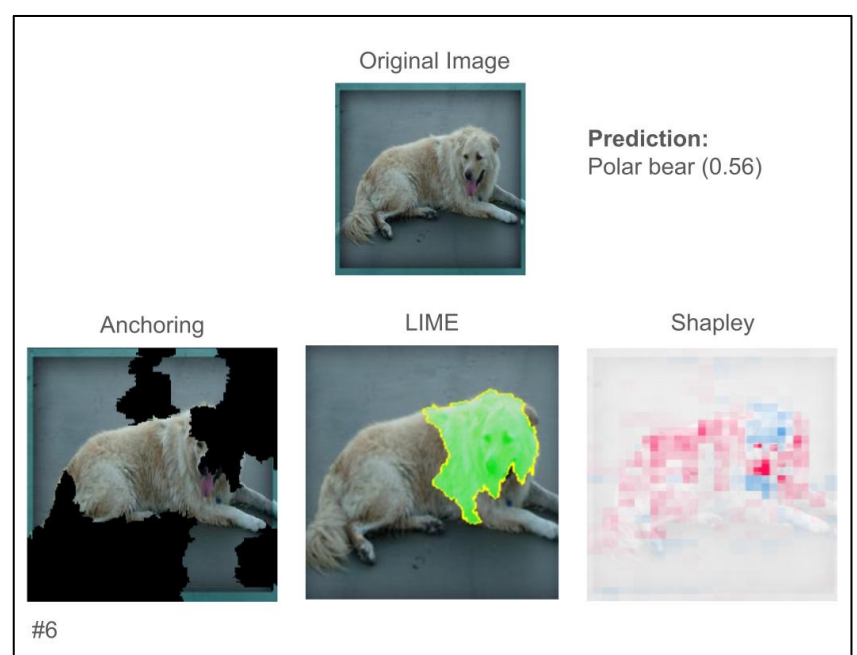 Original Image
Prediction:
Polar bear (0.56)
Anchoring
LIME
Shapley
#6